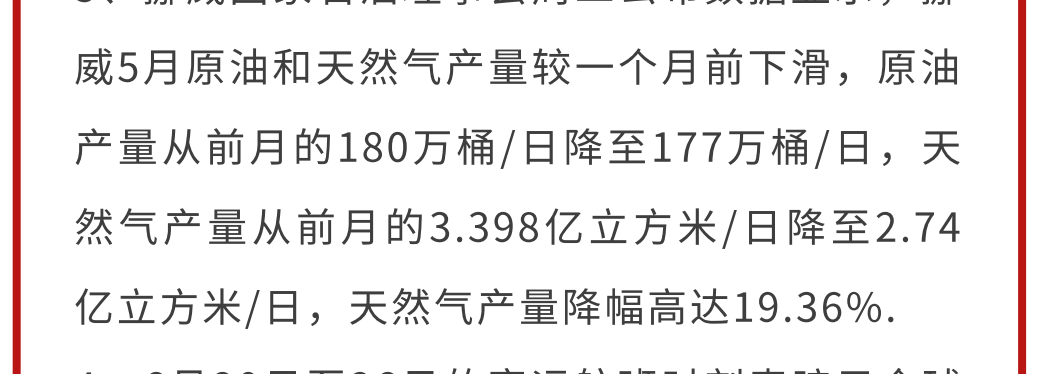 威5月原油和天然气产量较一个月前下滑，原油
产量从前月的180万桶/日降至177万桶/日，天
然气产量从前月的3.398亿立方米/日降至2.74
亿立方米/日，天然气产量降幅高达19.36%.